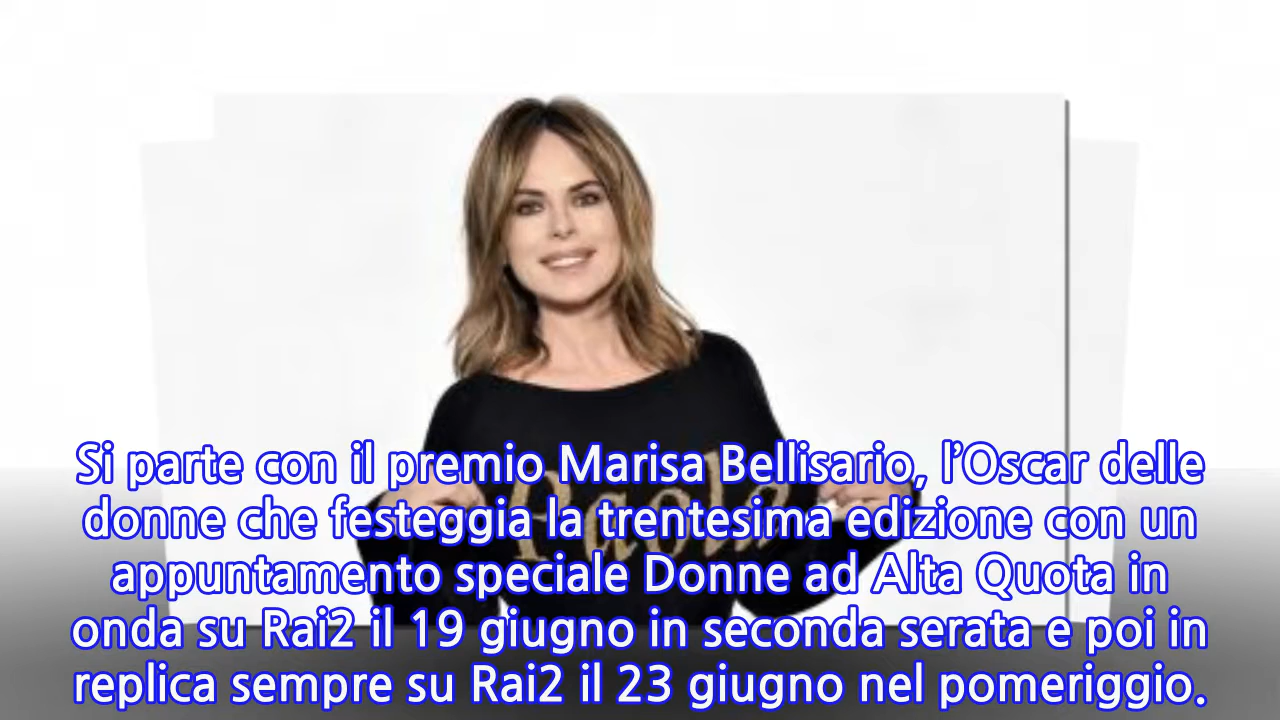 Si parte con il premio Marisa Bellisario, l’Oscar delle
donne che festeggia la trentesima edizione con un
appuntamento speciale Donne ad Alta Quota in
onda su Rai2 il 19 giugno in seconda serata e poi in
replica sempre su Rai2 il 23 giugno nel pomeriggio.
Paola